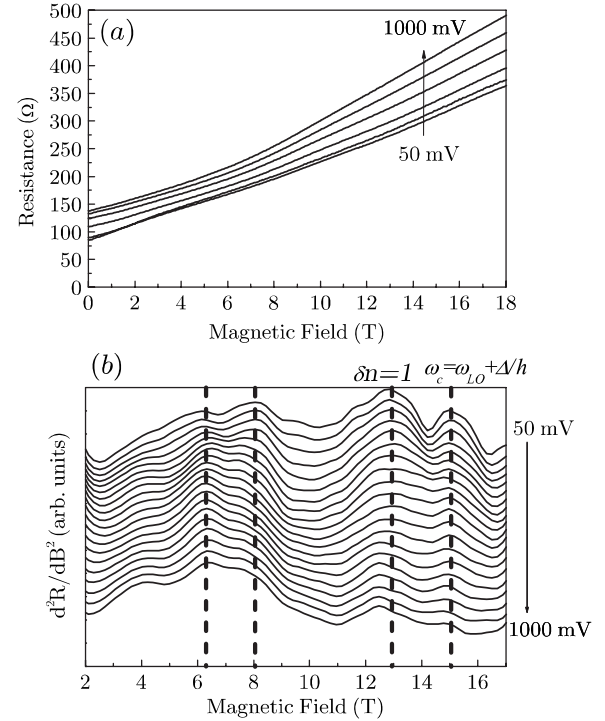 (a)
1000 mV
50 mV
500
450
400
350
300
250
200
150
100
50
0
Resistance (Ω)
0 2 4 6 8 10 12 14 16 18
Magnetic Field (T)
(b)
δn=1 ω_c=ω_LO+Δ/h
50 mV
1000 mV
d²R/dB² (arb. units)
2 4 6 8 10 12 14 16
Magnetic Field (T)